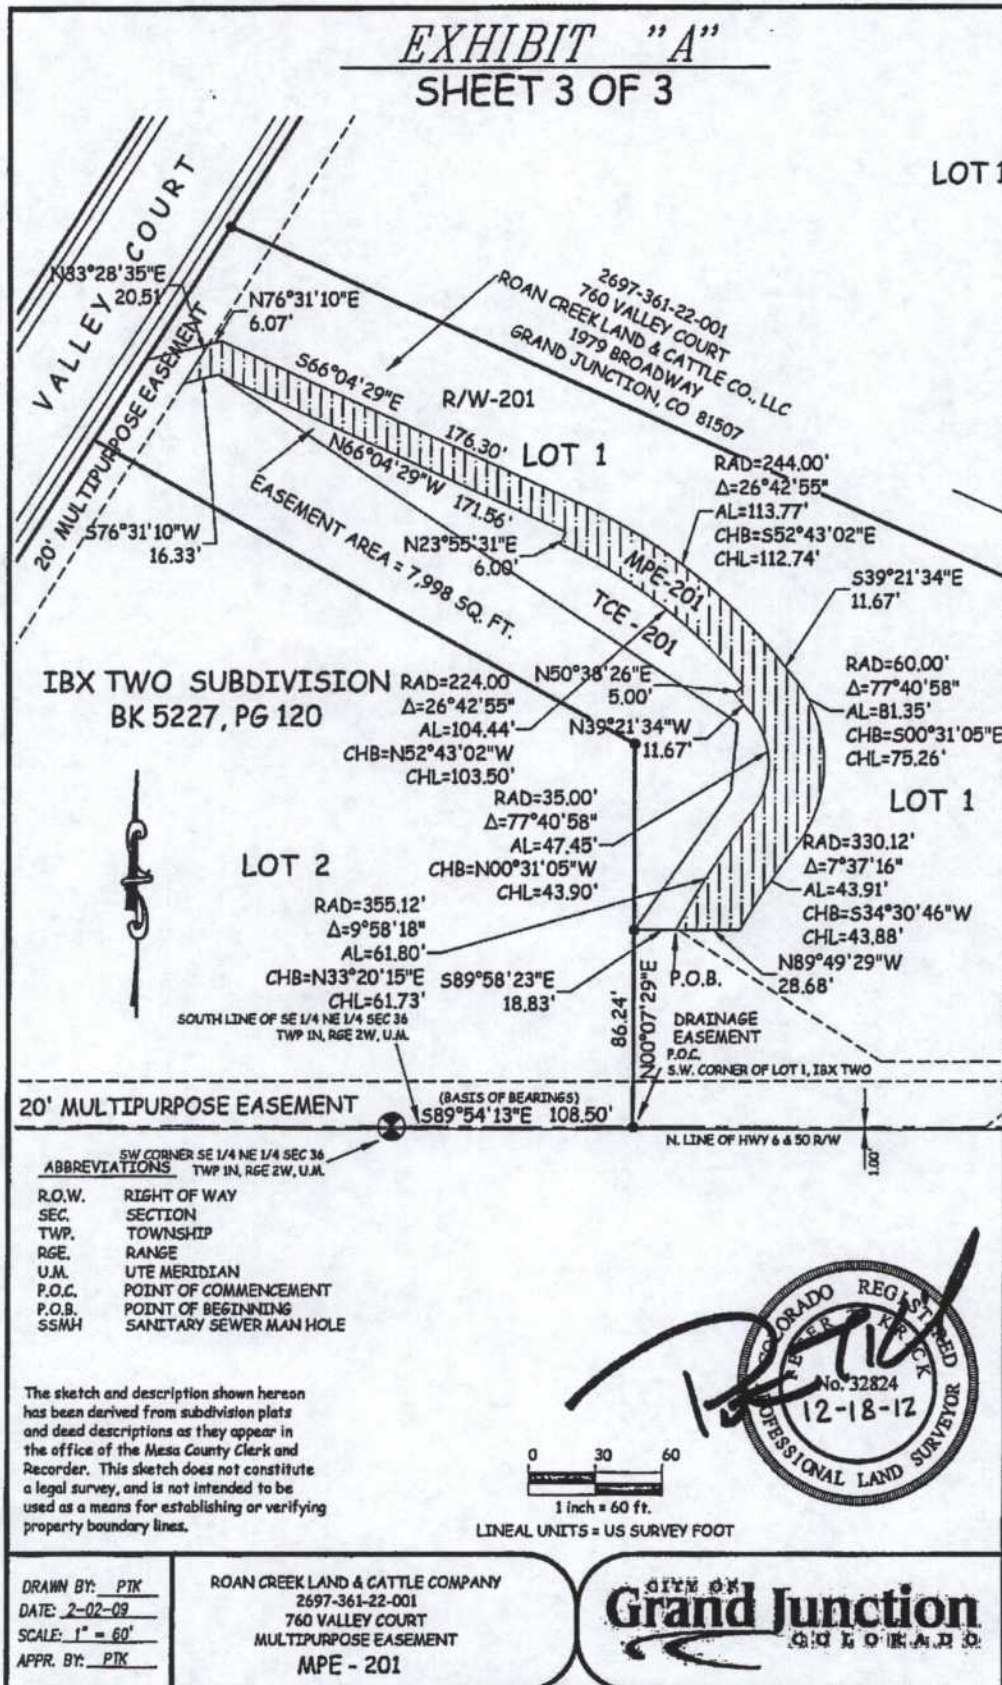 EXHIBIT "A"
SHEET 3 OF 3
LOT 1
VALLEY COURT
N33°28'35"E
20.51
N76°31'10"E
6.07'
20' MULTIPURPOSE EASEMENT
S76°31'10"W
16.33'
2697-361-22-001
760 VALLEY COURT
ROAN CREEK LAND & CATTLE CO., LLC
1979 BROADWAY
GRAND JUNCTION, CO 81507
R/W-201
S66°04'29"E
176.30'
LOT 1
N66°04'29"W 171.56'
EASEMENT AREA = 7,998 SQ. FT.
N23°55'31"E
6.00'
RAD=244.00'
Δ=26°42'55"
AL=113.77'
CHB=S52°43'02"E
CHL=112.74'
MPE-201
TCE - 201
S39°21'34"E
11.67'
N50°38'26"E
5.00'
N39°21'34"W
11.67'
RAD=60.00'
Δ=77°40'58"
AL=81.35'
CHB=S00°31'05"E
CHL=75.26'
IBX TWO SUBDIVISION
BK 5227, PG 120
RAD=224.00
Δ=26°42'55"
AL=104.44'
CHB=N52°43'02"W
CHL=103.50'
RAD=35.00'
Δ=77°40'58"
AL=47.45'
CHB=N00°31'05"W
CHL=43.90'
LOT 1
LOT 2
RAD=330.12'
Δ=7°37'16"
AL=43.91'
CHB=S34°30'46"W
CHL=43.88'
RAD=355.12'
Δ=9°58'18"
AL=61.80'
CHB=N33°20'15"E
CHL=61.73'
S89°58'23"E
18.83'
P.O.B.
N89°49'29"W
28.68'
86.24'
N00°07'29"E
SOUTH LINE OF SE 1/4 NE 1/4 SEC 36
TWP 1N, RGE 2W, U.M.
DRAINAGE
EASEMENT
P.O.C.
S.W. CORNER OF LOT 1, IBX TWO
20' MULTIPURPOSE EASEMENT
(BASIS OF BEARINGS)
S89°54'13"E 108.50'
N. LINE OF HWY 6 & 50 R/W
1.00'
SW CORNER SE 1/4 NE 1/4 SEC 36
TWP 1N, RGE 2W, U.M.
ABBREVIATIONS
R.O.W. RIGHT OF WAY
SEC. SECTION
TWP. TOWNSHIP
RGE. RANGE
U.M. UTE MERIDIAN
P.O.C. POINT OF COMMENCEMENT
P.O.B. POINT OF BEGINNING
SSMH SANITARY SEWER MAN HOLE
The sketch and description shown hereon
has been derived from subdivision plats
and deed descriptions as they appear in
the office of the Mesa County Clerk and
Recorder. This sketch does not constitute
a legal survey, and is not intended to be
used as a means for establishing or verifying
property boundary lines.
0 30 60
1 inch = 60 ft.
LINEAL UNITS = US SURVEY FOOT
COLORADO REGISTERED
No. 32824
12-18-12
PROFESSIONAL LAND SURVEYOR
DRAWN BY: PTK
DATE: 2-02-09
SCALE: 1" = 60'
APPR. BY: PTK
ROAN CREEK LAND & CATTLE COMPANY
2697-361-22-001
760 VALLEY COURT
MULTIPURPOSE EASEMENT
MPE - 201
CITY OF
Grand Junction
COLORADO